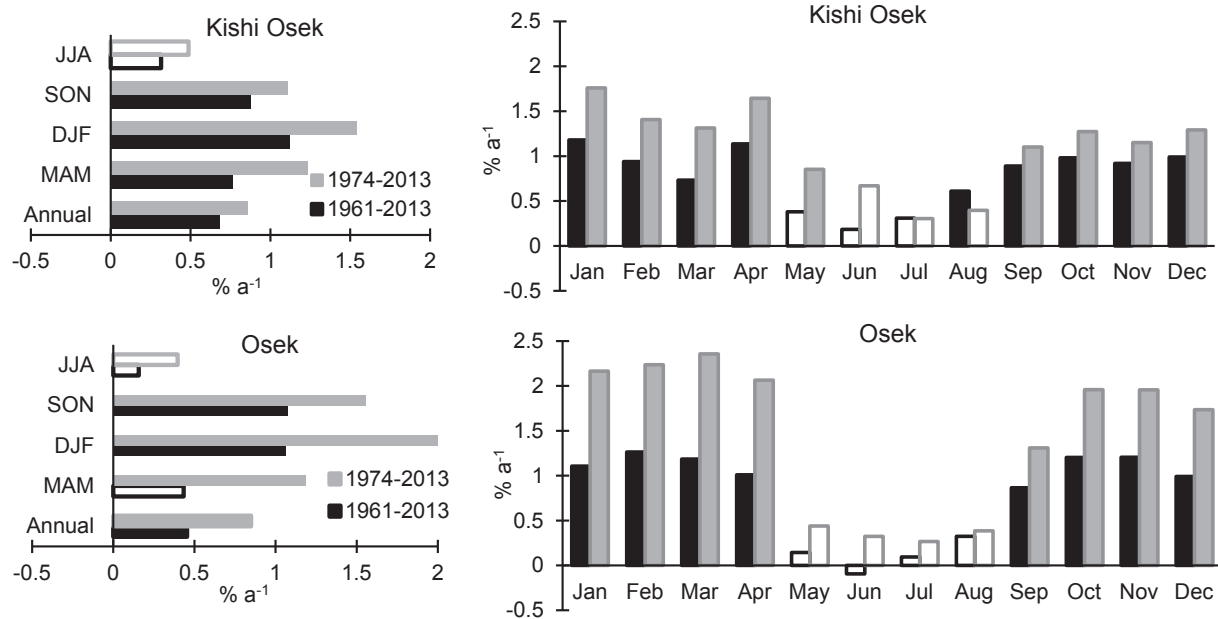 Kishi Osek
JJA
SON
DJF
MAM
Annual
1974-2013
1961-2013
-0.5 0 0.5 1 1.5 2
% a-1
Kishi Osek
2.5
2
1.5
1
0.5
0
-0.5
% a-1
Jan Feb Mar Apr May Jun Jul Aug Sep Oct Nov Dec
Osek
JJA
SON
DJF
MAM
Annual
1974-2013
1961-2013
-0.5 0 0.5 1 1.5 2
% a-1
Osek
2.5
2
1.5
1
0.5
0
-0.5
% a-1
Jan Feb Mar Apr May Jun Jul Aug Sep Oct Nov Dec